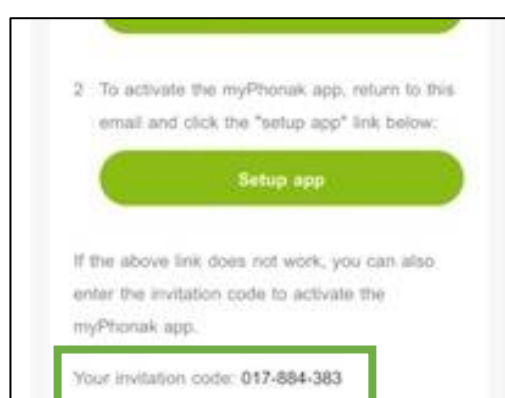 2 To activate the myPhonak app, return to this
email and click the "setup app" link below:
Setup app
If the above link does not work, you can also
enter the invitation code to activate the
myPhonak app.
Your invitation code: 017-884-383